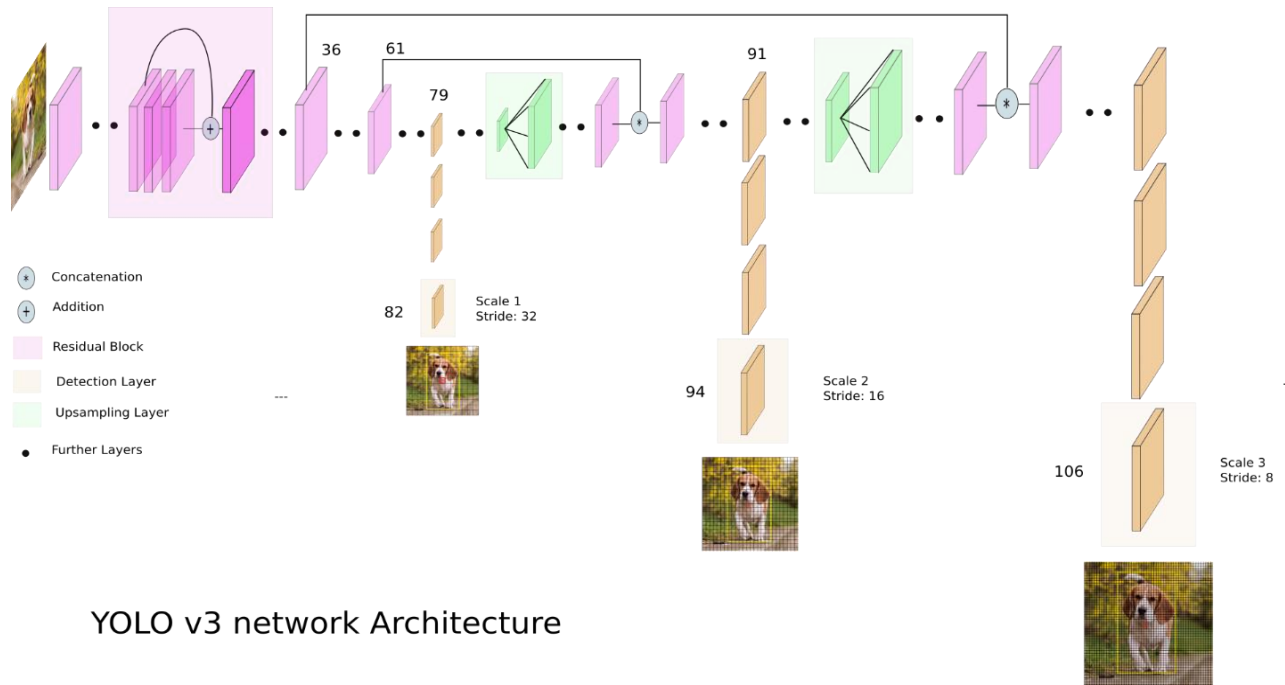 36
61
91
79
+
*
*
* Concatenation
+ Addition
Residual Block
Detection Layer
Upsampling Layer
Further Layers
---
82
Scale 1
Stride: 32
94
Scale 2
Stride: 16
106
Scale 3
Stride: 8
YOLO v3 network Architecture